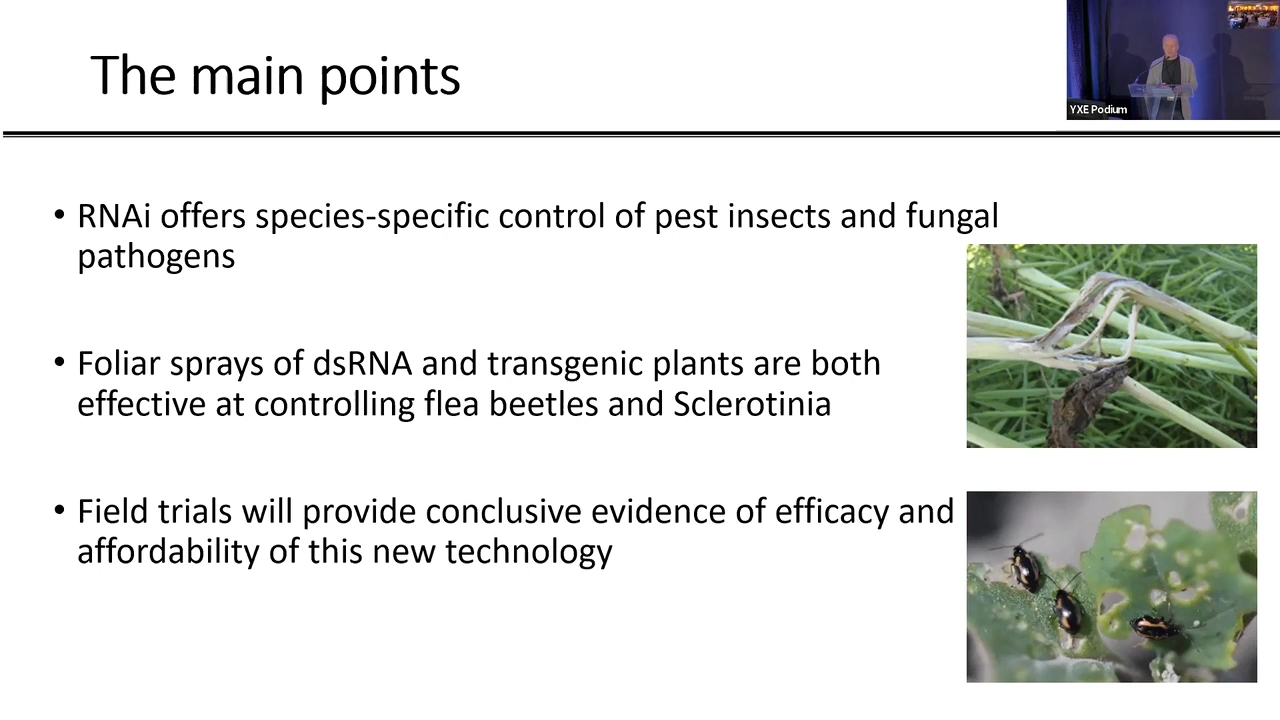 The main points
YXE Podium
• RNAi offers species-specific control of pest insects and fungal
pathogens
• Foliar sprays of dsRNA and transgenic plants are both
effective at controlling flea beetles and Sclerotinia
• Field trials will provide conclusive evidence of efficacy and
affordability of this new technology